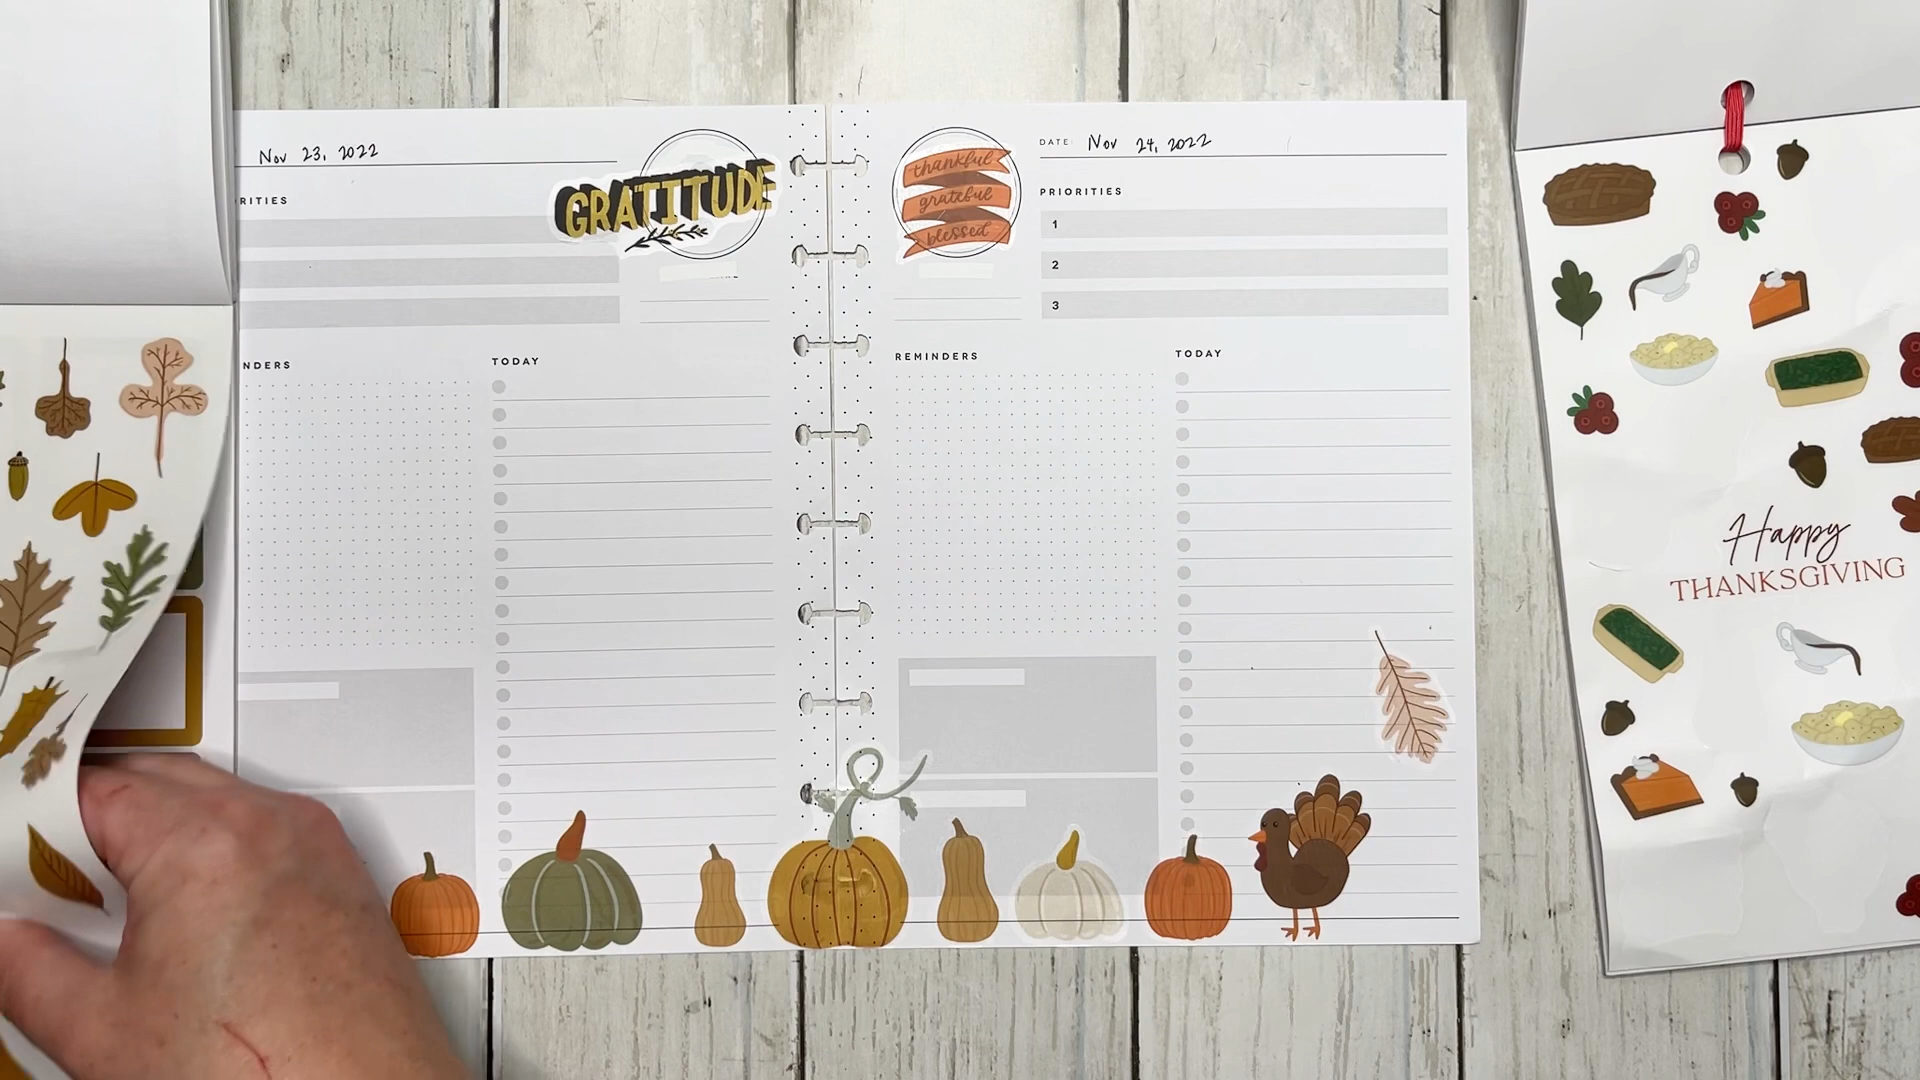 Nov 23, 2022
RITIES
GRATITUDE
NDERS
TODAY
thankful
grateful
blessed
DATE: Nov 24, 2022
PRIORITIES
1
2
3
REMINDERS
TODAY
Happy
THANKSGIVING